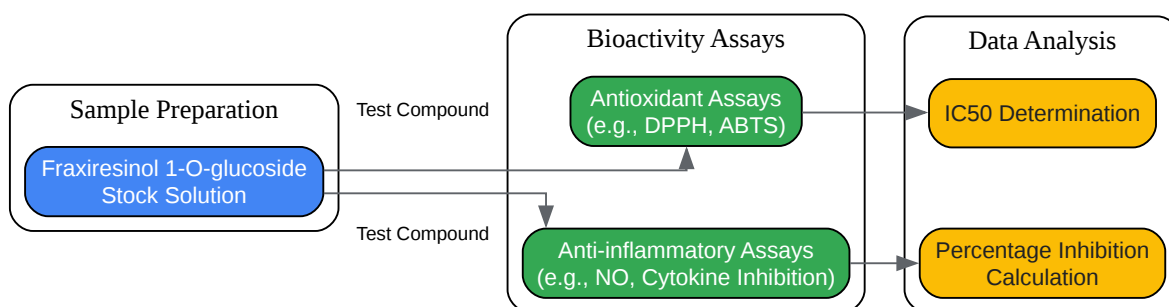 Sample Preparation
Fraxiresinol 1-O-glucoside
Stock Solution
Test Compound
Test Compound
Bioactivity Assays
Antioxidant Assays
(e.g., DPPH, ABTS)
Anti-inflammatory Assays
(e.g., NO, Cytokine Inhibition)
Data Analysis
IC50 Determination
Percentage Inhibition
Calculation